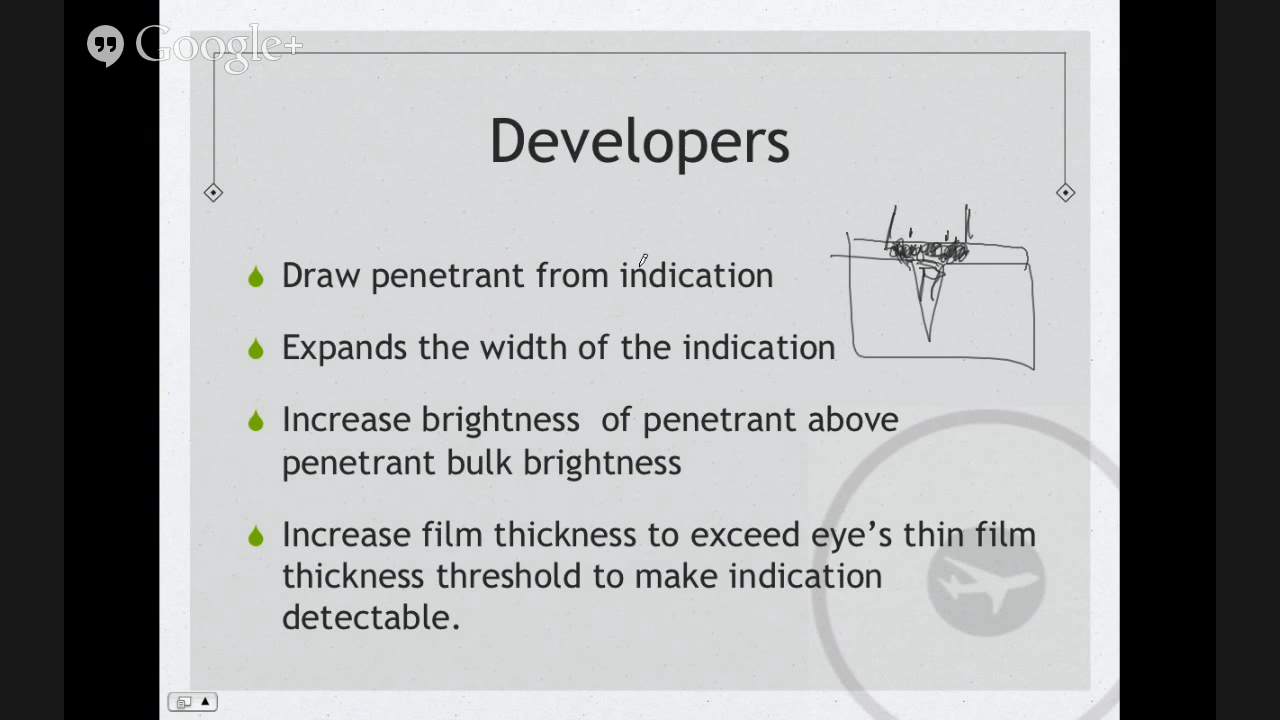 Google+
Developers
Draw penetrant from indication
Expands the width of the indication
Increase brightness  of penetrant above
penetrant bulk brightness
Increase film thickness to exceed eye’s thin film
thickness threshold to make indication
detectable.